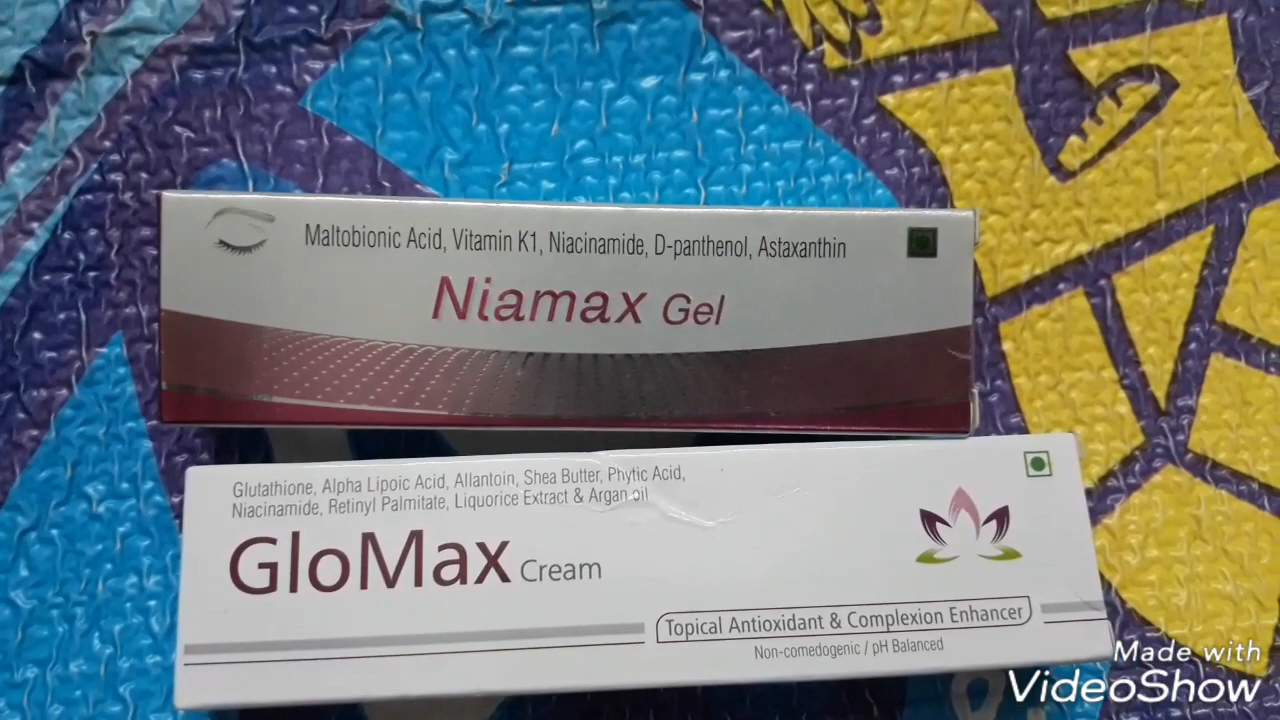 Maltobionic Acid, Vitamin K1, Niacinamide, D-panthenol, Astaxanthin
Niamax Gel
Glutathione, Alpha Lipoic Acid, Allantoin, Shea Butter, Phytic Acid,
Niacinamide, Retinyl Palmitate, Liquorice Extract & Argan oil
GloMax Cream
Topical Antioxidant & Complexion Enhancer
Non-comedogenic / pH Balanced
Made with
VideoShow